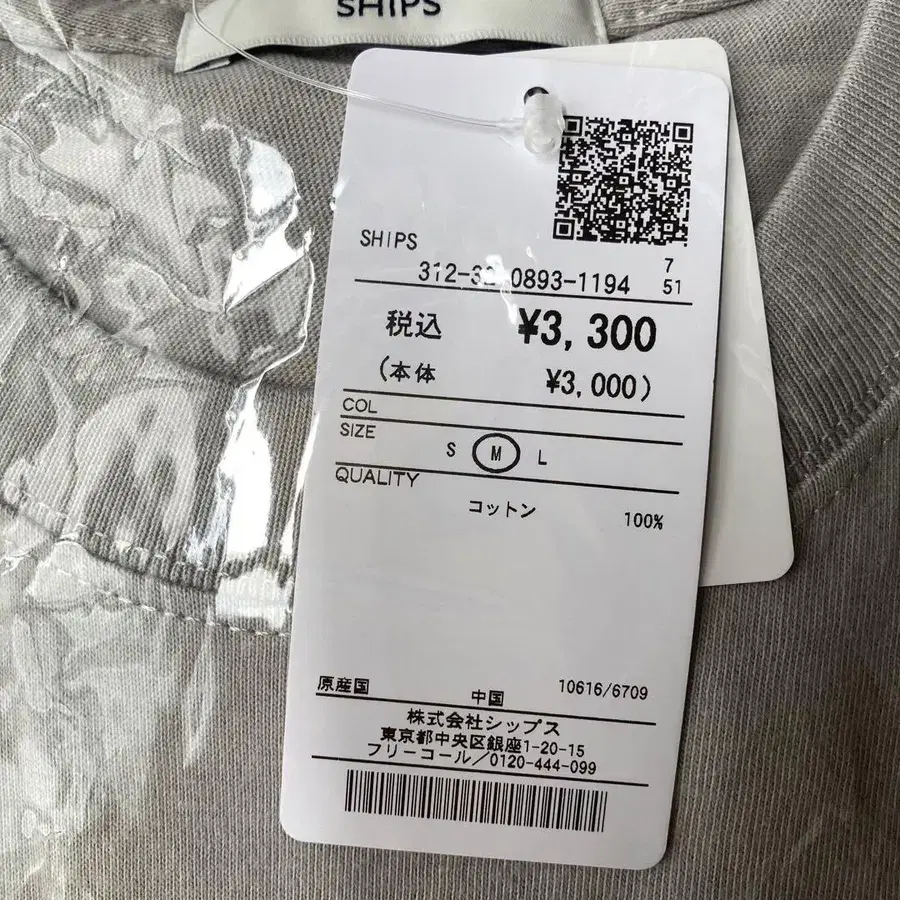 SHIPS
SHIPS
7
312-32-0893-1194 51
税込 ¥3,300
(本体 ¥3,000)
COL
SIZE
S M L
QUALITY
コットン 100%
原産国 中国 10616/6709
株式会社シップス
東京都中央区銀座1-20-15
フリーコール/0120-444-099